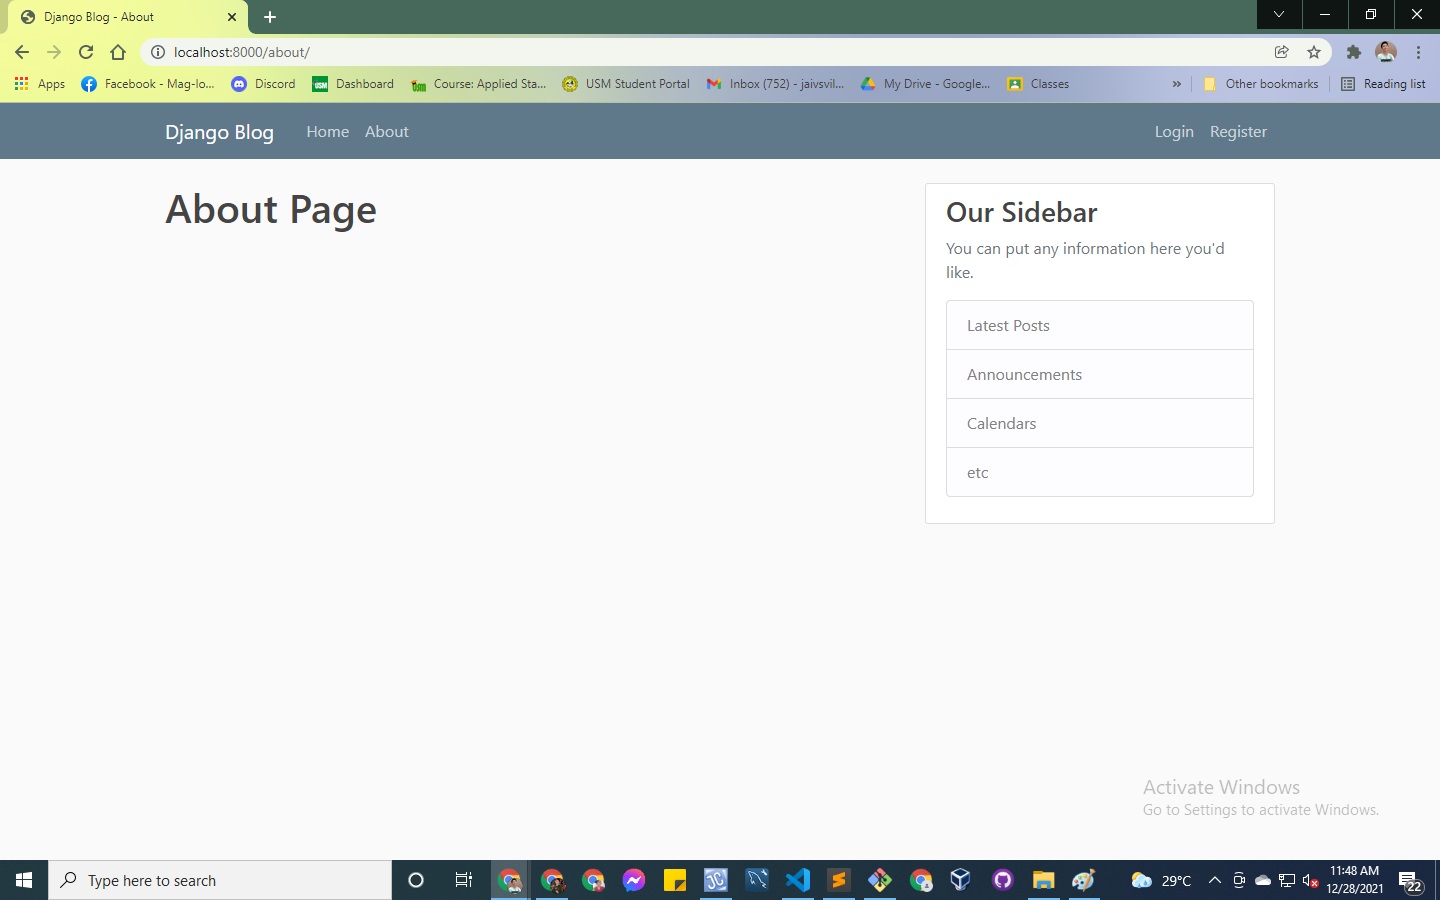 Django Blog - About
localhost:8000/about/
Apps
Facebook - Mag-lo...
Discord
Dashboard
Course: Applied Sta...
USM Student Portal
Inbox (752) - jaivsvil...
My Drive - Google...
Classes
»
Other bookmarks
Reading list
Django Blog
Home
About
Login
Register
About Page
Our Sidebar
You can put any information here you'd
like.
Latest Posts
Announcements
Calendars
etc
Activate Windows
Go to Settings to activate Windows.
Type here to search
29°C
11:48 AM
12/28/2021
22